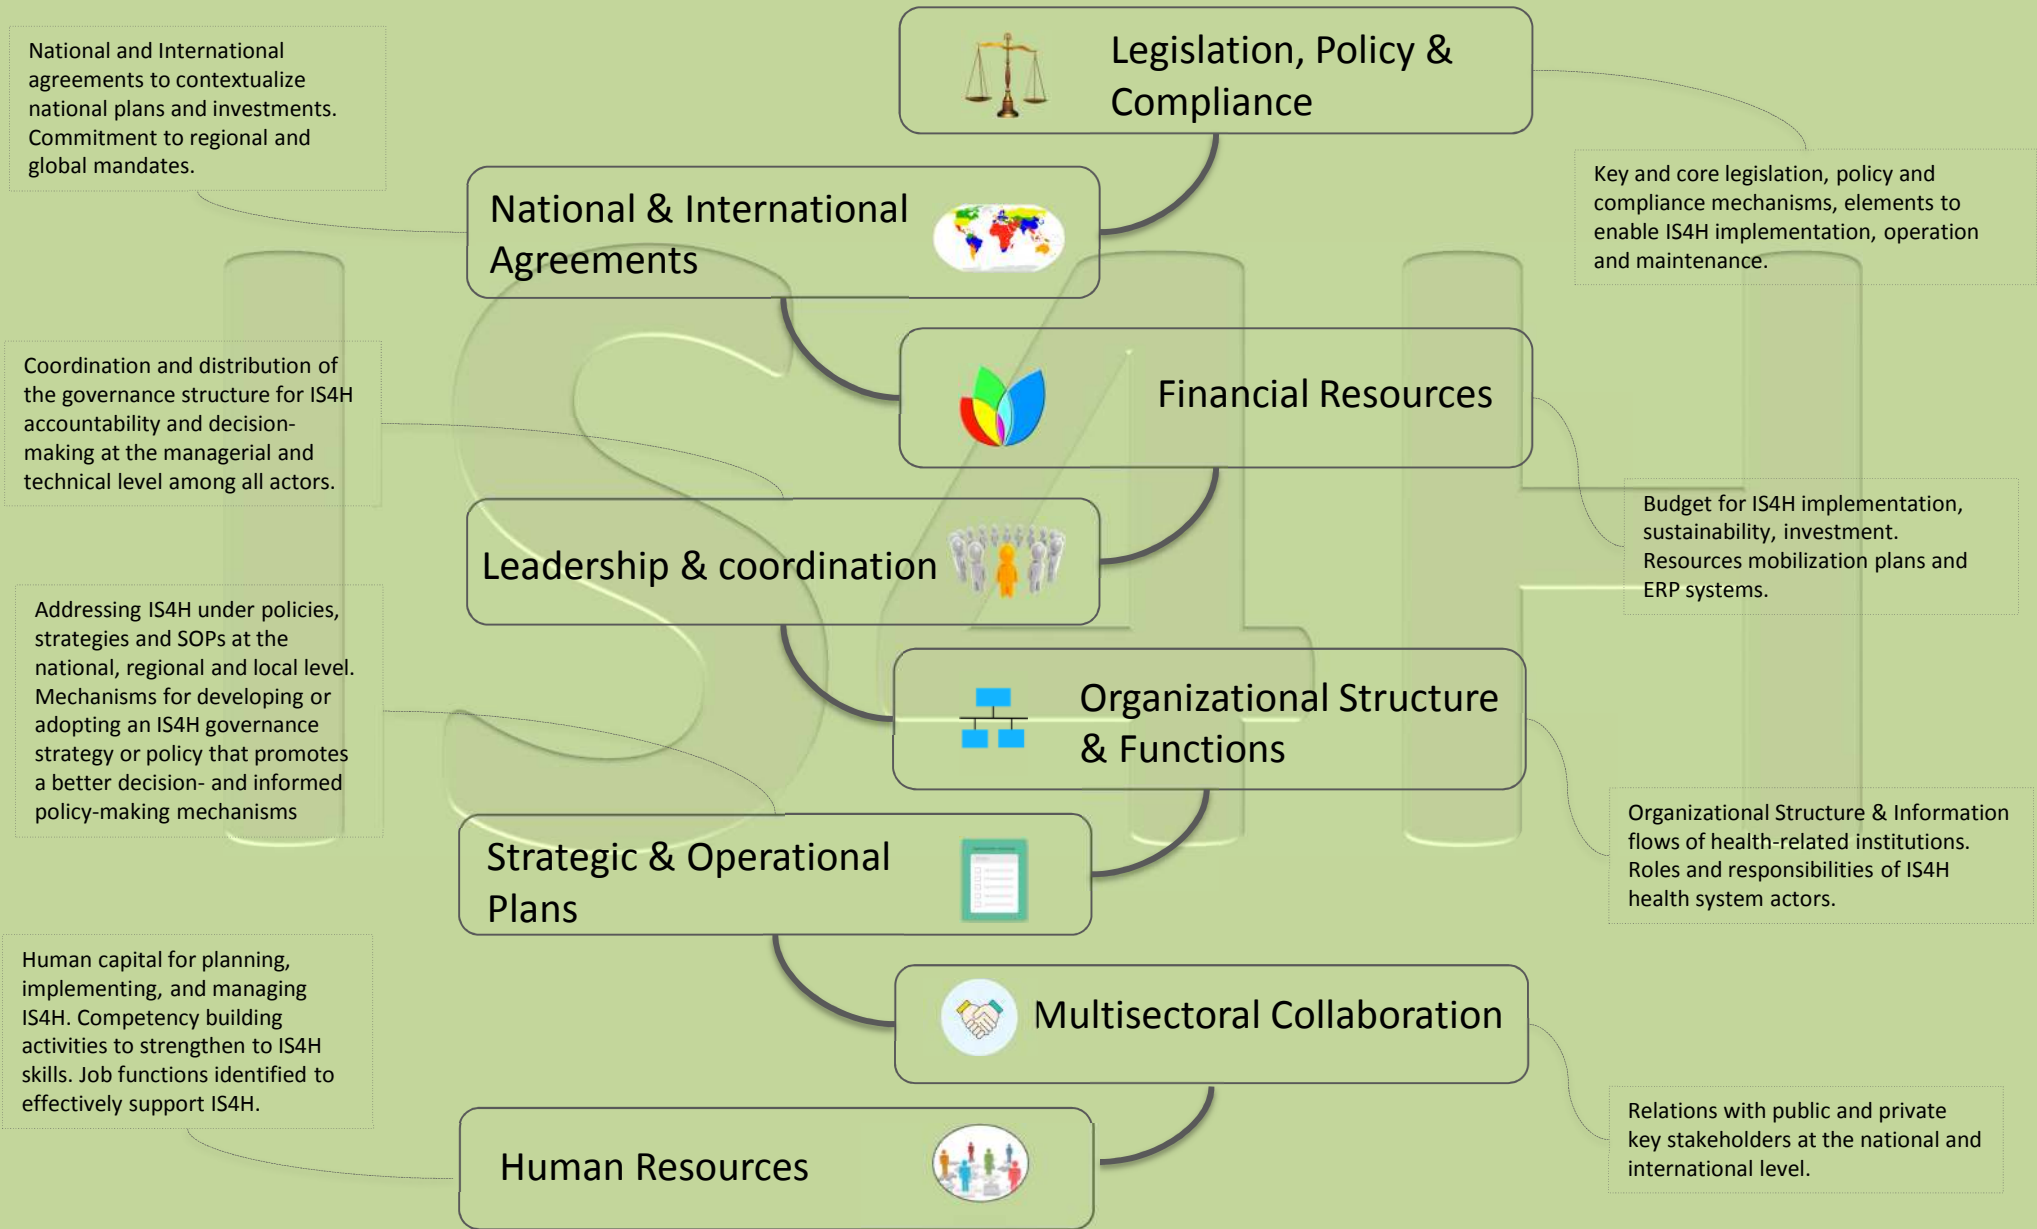 Legislation, Policy &
Compliance
National and International
agreements to contextualize
national plans and investments.
Commitment to regional and
global mandates.
Key and core legislation, policy and
compliance mechanisms, elements to
enable IS4H implementation, operation
and maintenance.
National & International
Agreements
Financial Resources
Coordination and distribution of
the governance structure for IS4H
accountability and decision-
making at the managerial and
technical level among all actors.
Budget for IS4H implementation,
sustainability, investment.
Resources mobilization plans and
ERP systems.
Leadership & coordination
Addressing IS4H under policies,
strategies and SOPs at the
national, regional and local level.
Mechanisms for developing or
adopting an IS4H governance
strategy or policy that promotes
a better decision- and informed
policy-making mechanisms
Organizational Structure
& Functions
Organizational Structure & Information
flows of health-related institutions.
Roles and responsibilities of IS4H
health system actors.
Strategic & Operational
Plans
Human capital for planning,
implementing, and managing
IS4H. Competency building
activities to strengthen to IS4H
skills. Job functions identified to
effectively support IS4H.
Multisectoral Collaboration
Relations with public and private
key stakeholders at the national and
international level.
Human Resources
IS4H